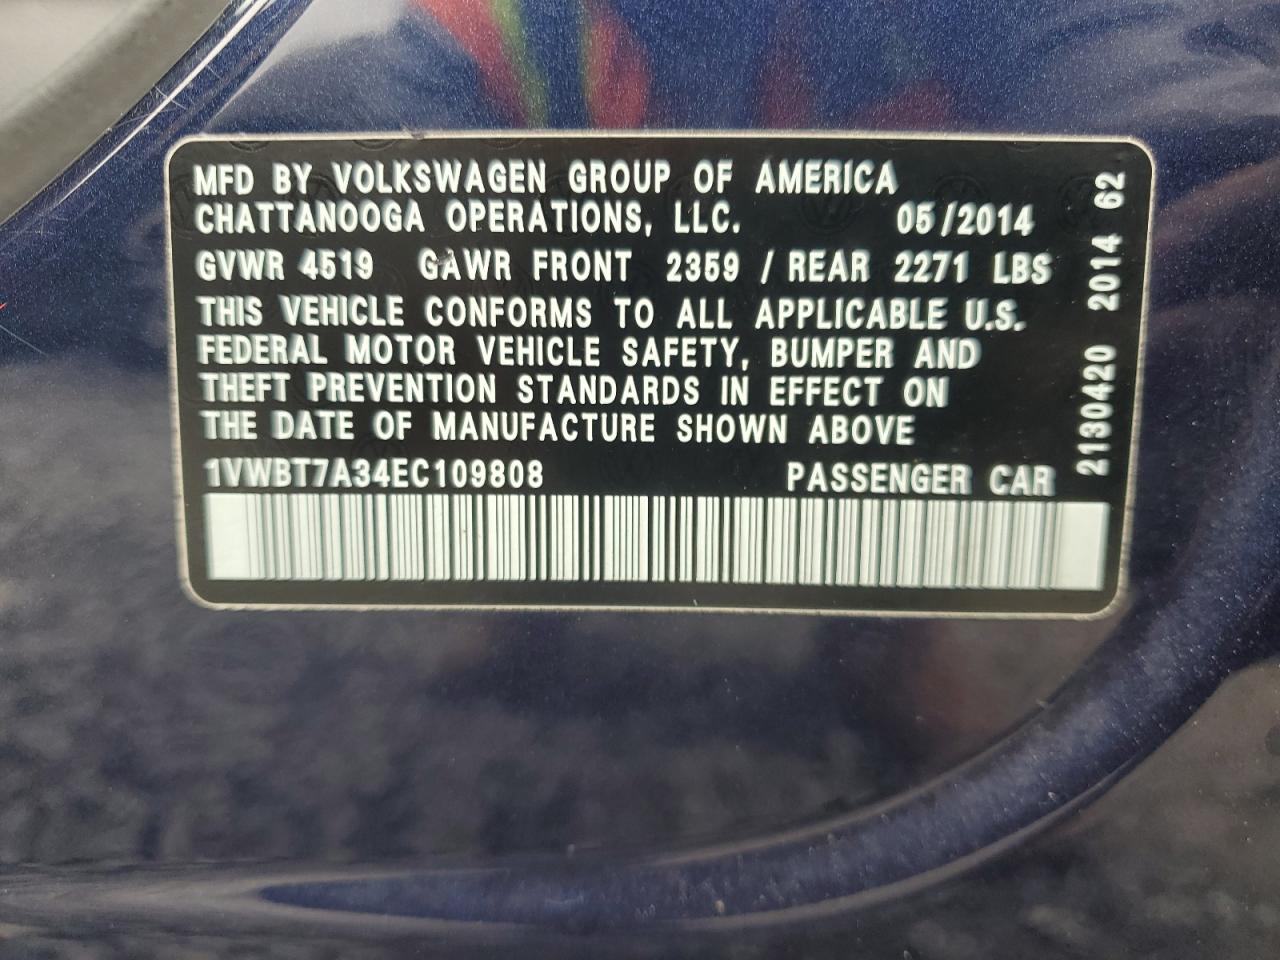 MFD BY VOLKSWAGEN GROUP OF AMERICA
CHATTANOOGA OPERATIONS, LLC. 05/2014
GVWR 4519 GAWR FRONT 2359 / REAR 2271 LBS
THIS VEHICLE CONFORMS TO ALL APPLICABLE U.S.
FEDERAL MOTOR VEHICLE SAFETY, BUMPER AND
THEFT PREVENTION STANDARDS IN EFFECT ON
THE DATE OF MANUFACTURE SHOWN ABOVE
1VWBT7A34EC109808 PASSENGER CAR
2130420 2014 62